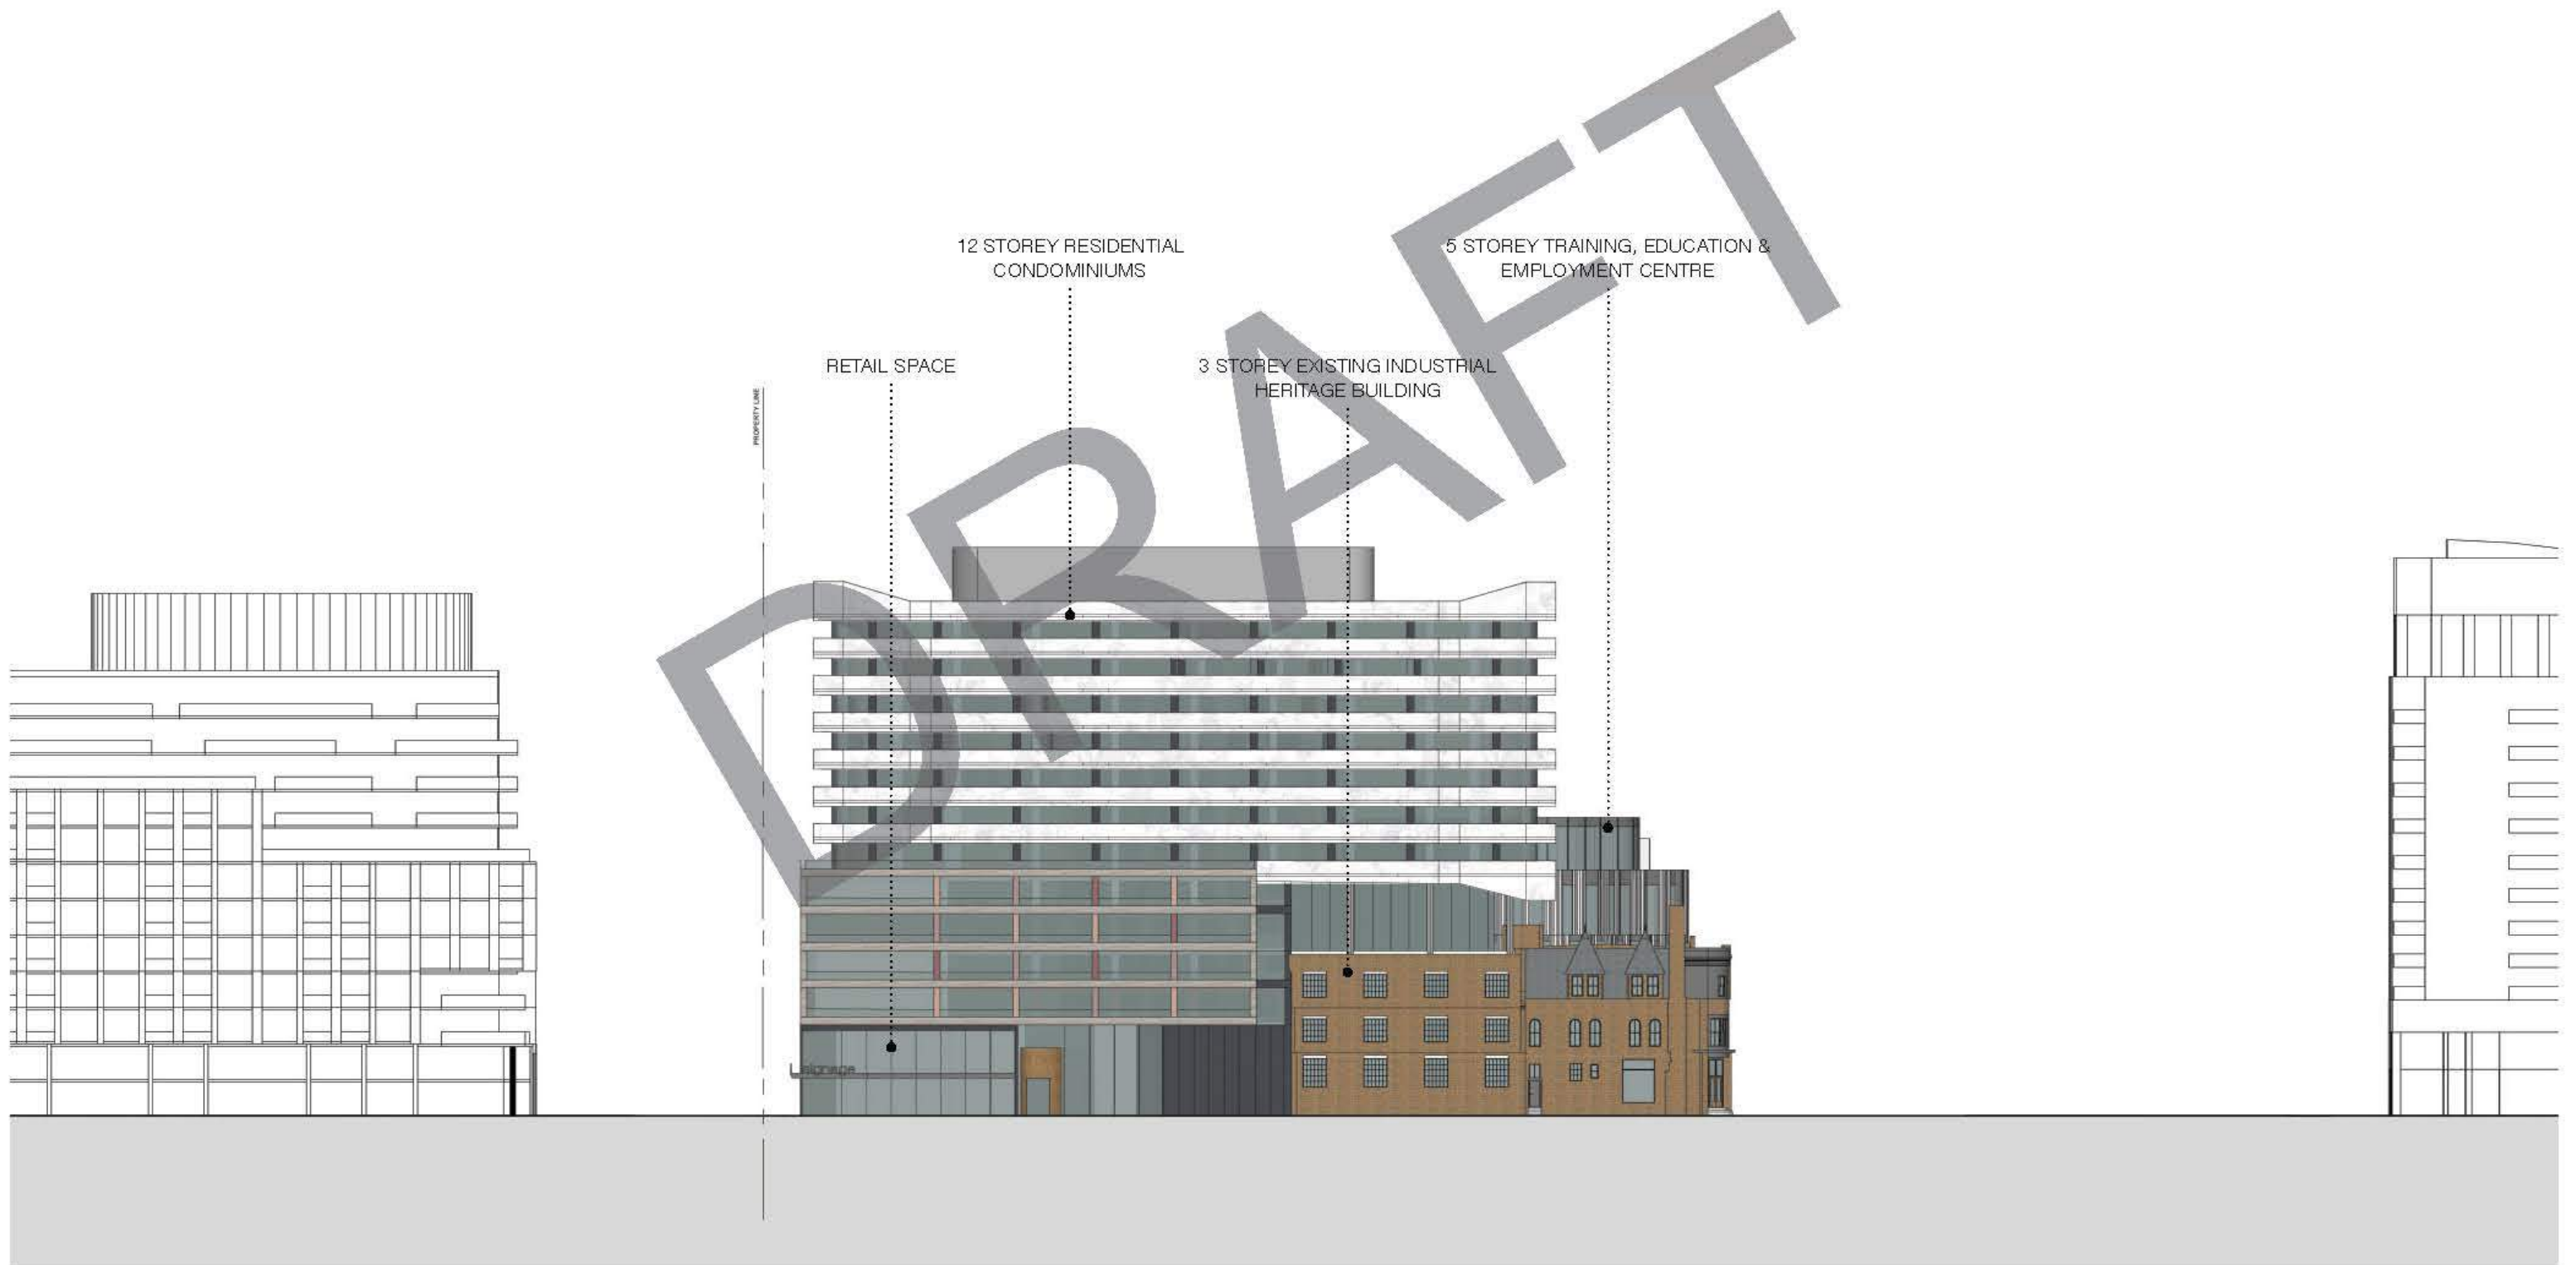 DRAFT
12 STOREY RESIDENTIAL
CONDOMINIUMS
5 STOREY TRAINING, EDUCATION &
EMPLOYMENT CENTRE
RETAIL SPACE
3 STOREY EXISTING INDUSTRIAL
HERITAGE BUILDING
PROPERTY LINE
signage